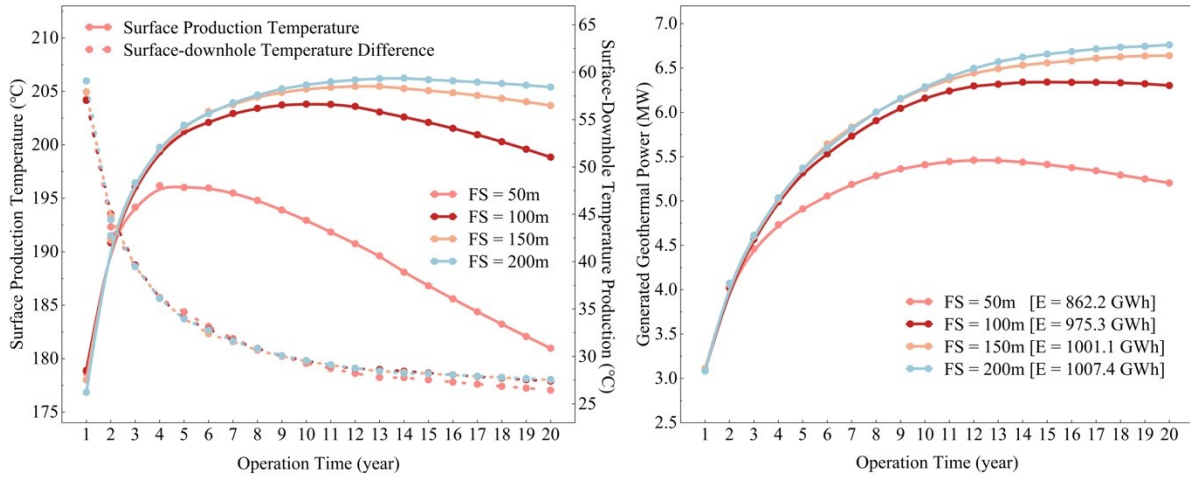 Surface Production Temperature (°C)
210
205
200
195
190
185
180
175
Surface Production Temperature
Surface-downhole Temperature Difference
FS = 50m
FS = 100m
FS = 150m
FS = 200m
65
60
55
50
45
40
35
30
25
Surface-Downhole Temperature Production (°C)
1 2 3 4 5 6 7 8 9 10 11 12 13 14 15 16 17 18 19 20
Operation Time (year)
Generated Geothermal Power (MW)
7.0
6.5
6.0
5.5
5.0
4.5
4.0
3.5
3.0
2.5
FS = 50m [E = 862.2 GWh]
FS = 100m [E = 975.3 GWh]
FS = 150m [E = 1001.1 GWh]
FS = 200m [E = 1007.4 GWh]
1 2 3 4 5 6 7 8 9 10 11 12 13 14 15 16 17 18 19 20
Operation Time (year)